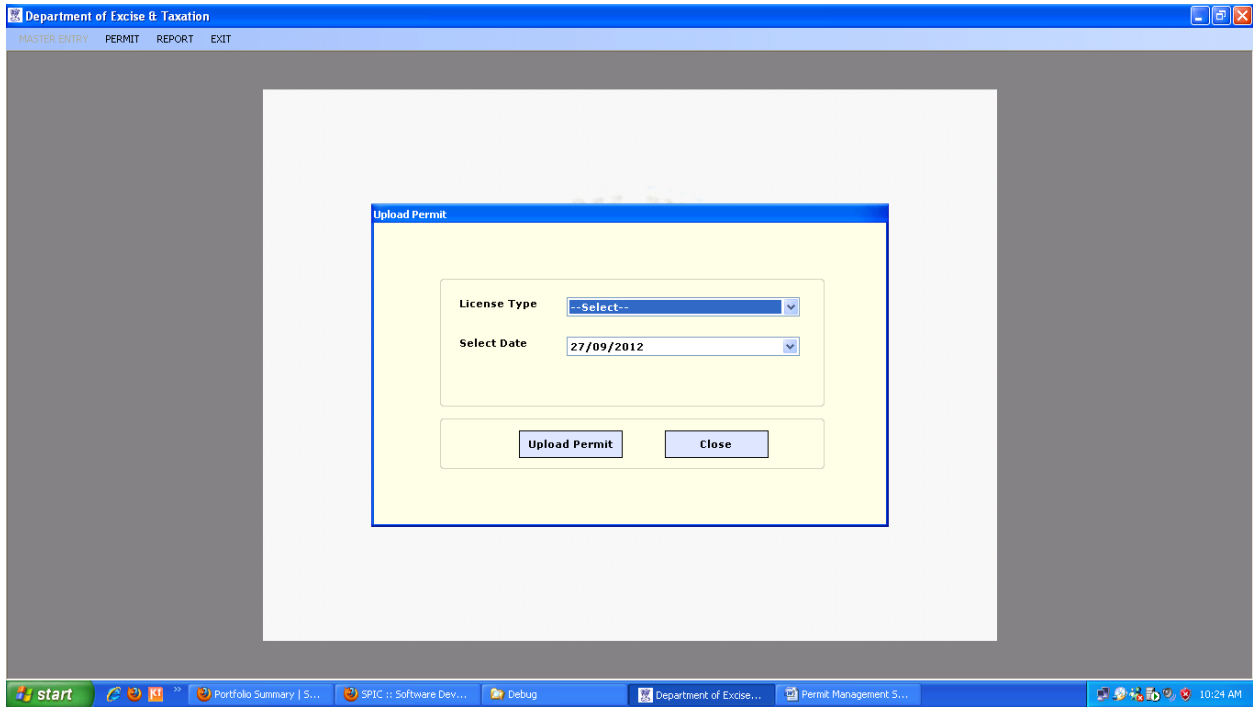 Department of Excise & Taxation
MASTER ENTRY PERMIT REPORT EXIT
Upload Permit
License Type --Select--
Select Date 27/09/2012
Upload Permit Close
start KI » Portfolio Summary | S... SPIC :: Software Dev... Debug Department of Excise... Permit Management S... 10:24 AM